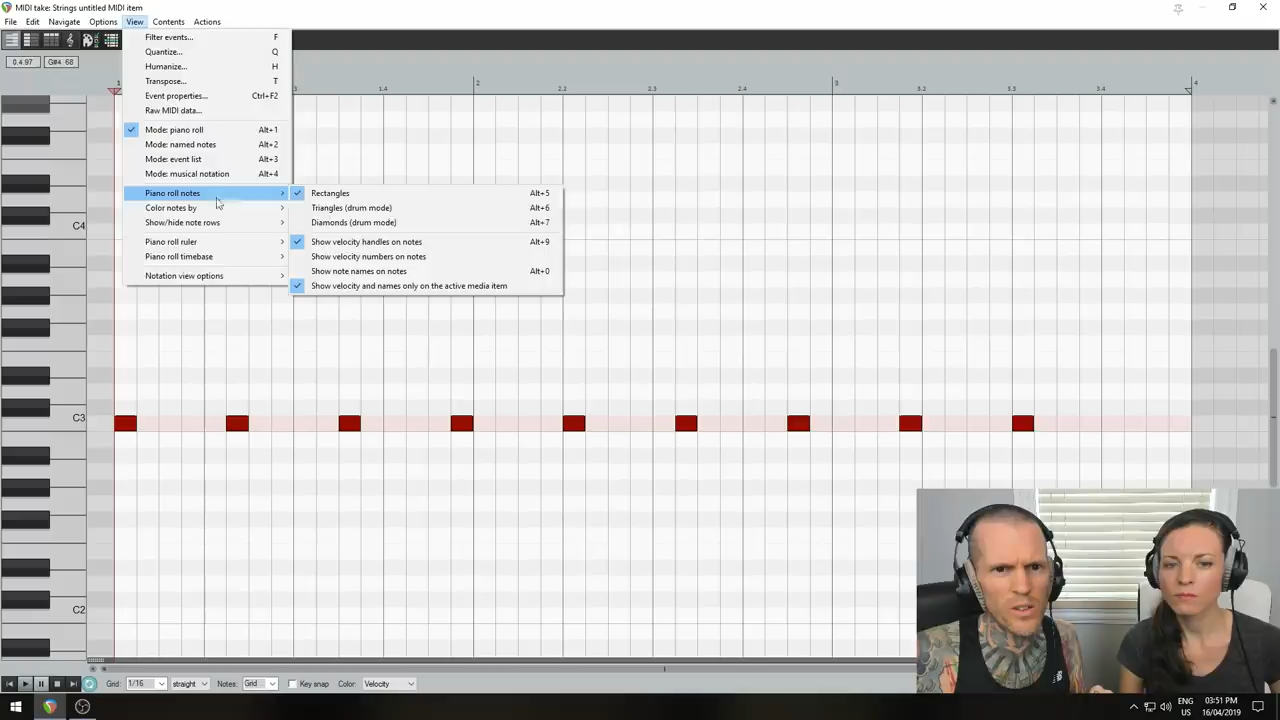 MIDI take: Strings untitled MIDI item
File Edit Navigate Options View Contents Actions
0.4.97 G#4 68
Filter events... F
Quantize... Q
Humanize... H
Transpose... T
Event properties... Ctrl+F2
Raw MIDI data...
Mode: piano roll Alt+1
Mode: named notes Alt+2
Mode: event list Alt+3
Mode: musical notation Alt+4
Piano roll notes
Color notes by
Show/hide note rows
Piano roll ruler
Piano roll timebase
Notation view options
Rectangles Alt+5
Triangles (drum mode) Alt+6
Diamonds (drum mode) Alt+7
Show velocity handles on notes Alt+9
Show velocity numbers on notes
Show note names on notes Alt+0
Show velocity and names only on the active media item
1 1.4 2 2.2 2.3 2.4 3 3.2 3.3 3.4 4
C4
C3
C2
Grid: 1/16 straight Notes: Grid... Key snap Color: Velocity
ENG
US
03:51 PM
16/04/2019